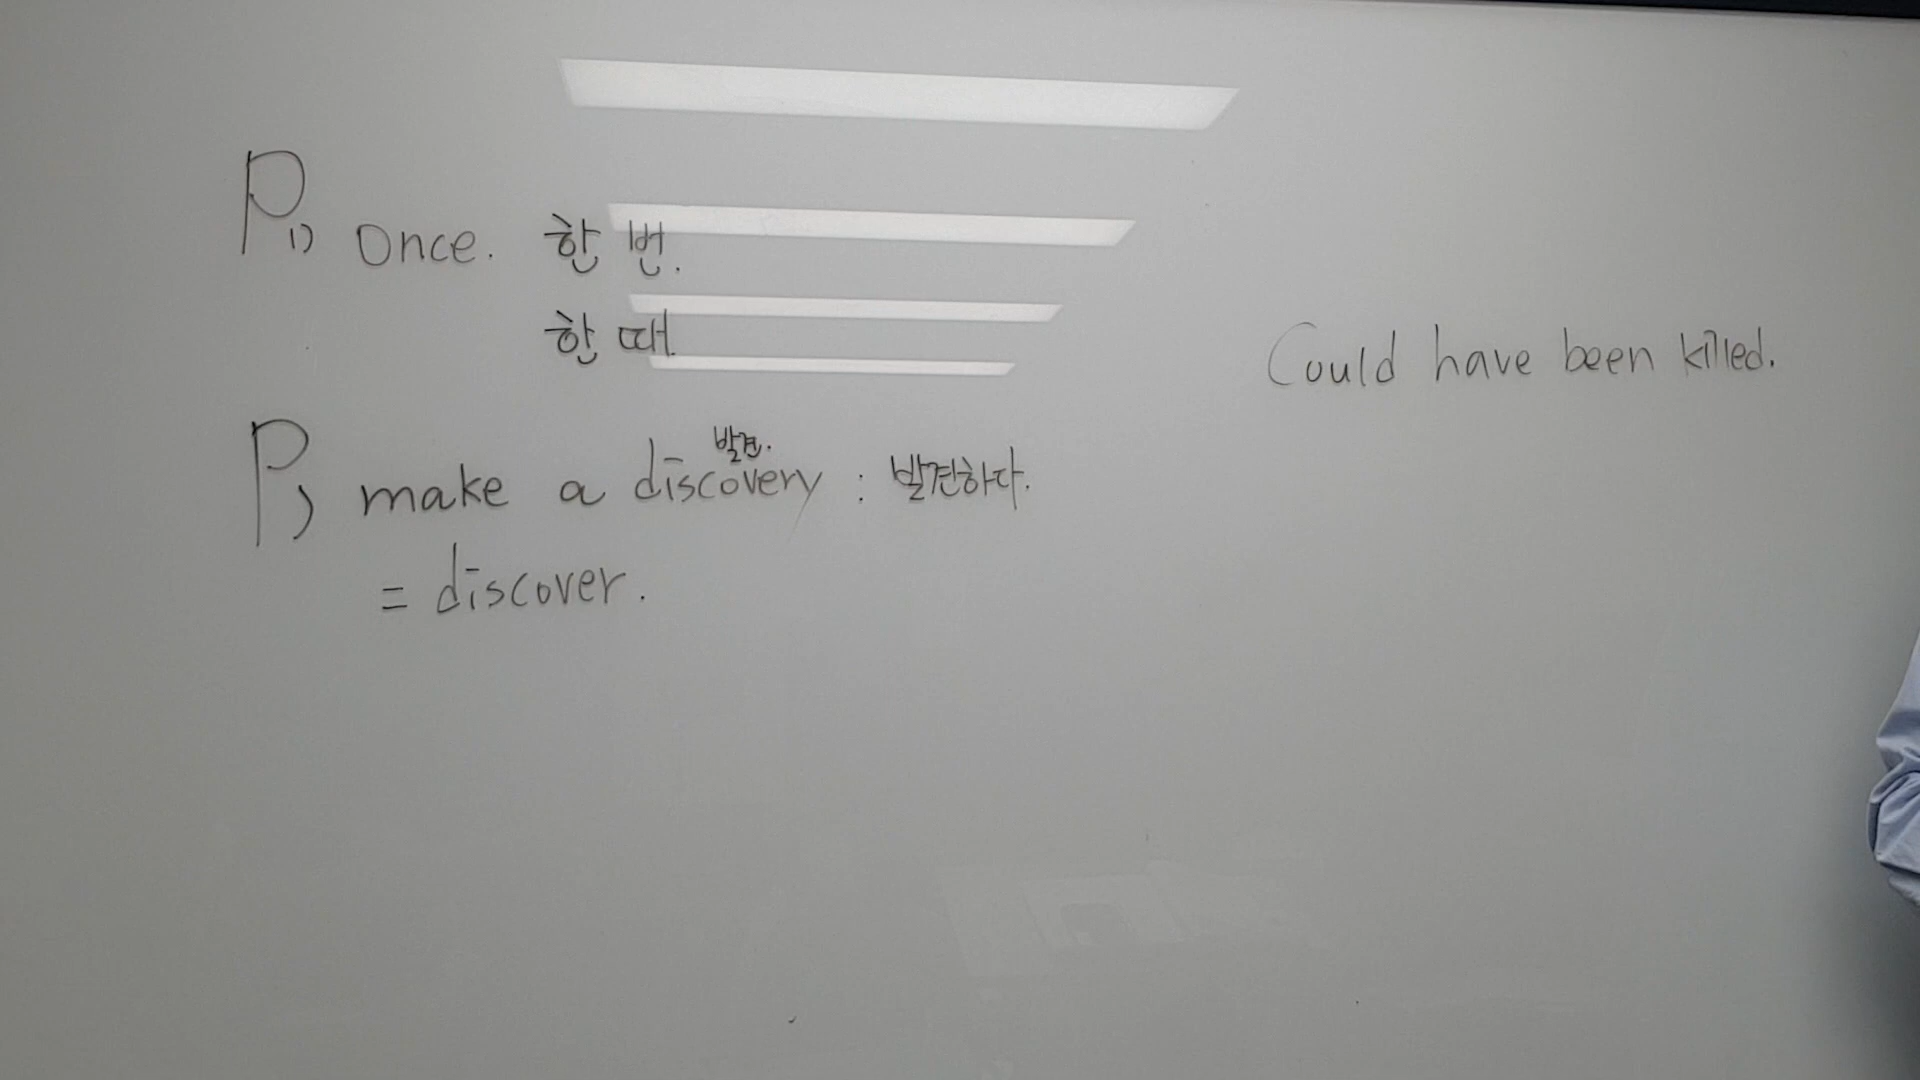 P1) Once. 한 번.
한 때
Could have been killed.
발견.
P) make a discovery : 발견하다.
= discover.